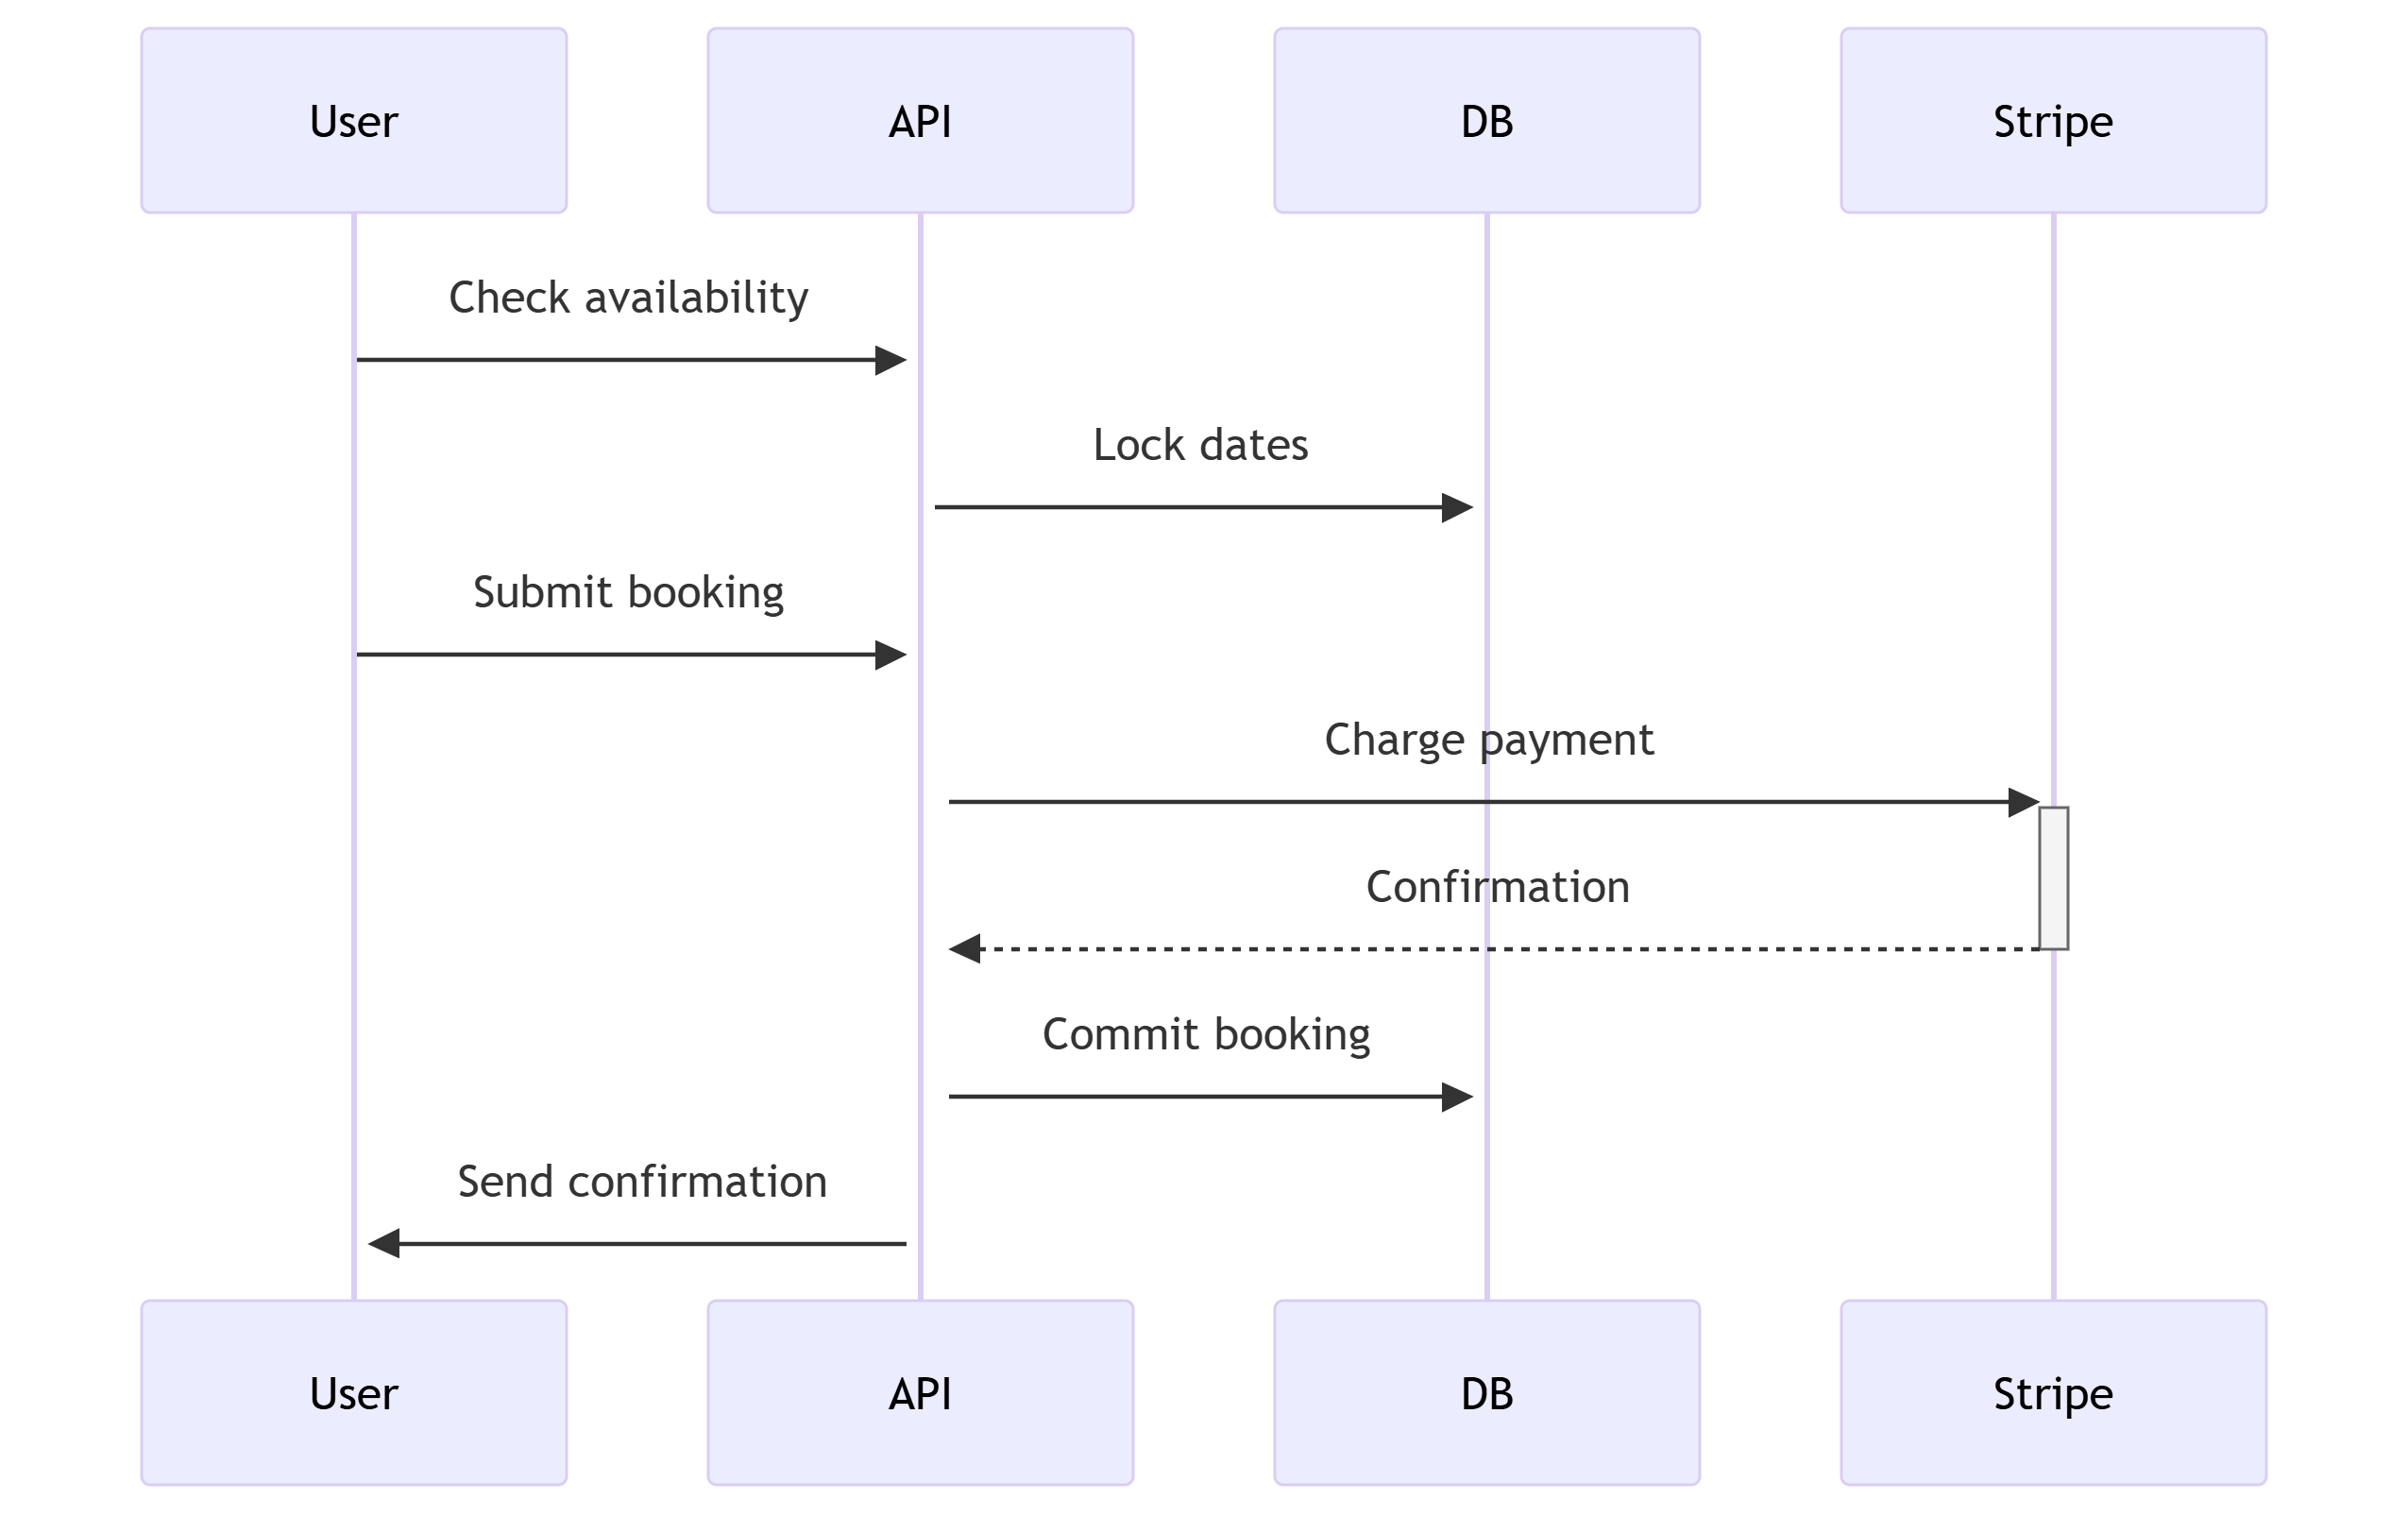 User
API
DB
Stripe
Check availability
Lock dates
Submit booking
Charge payment
Confirmation
Commit booking
Send confirmation
User
API
DB
Stripe